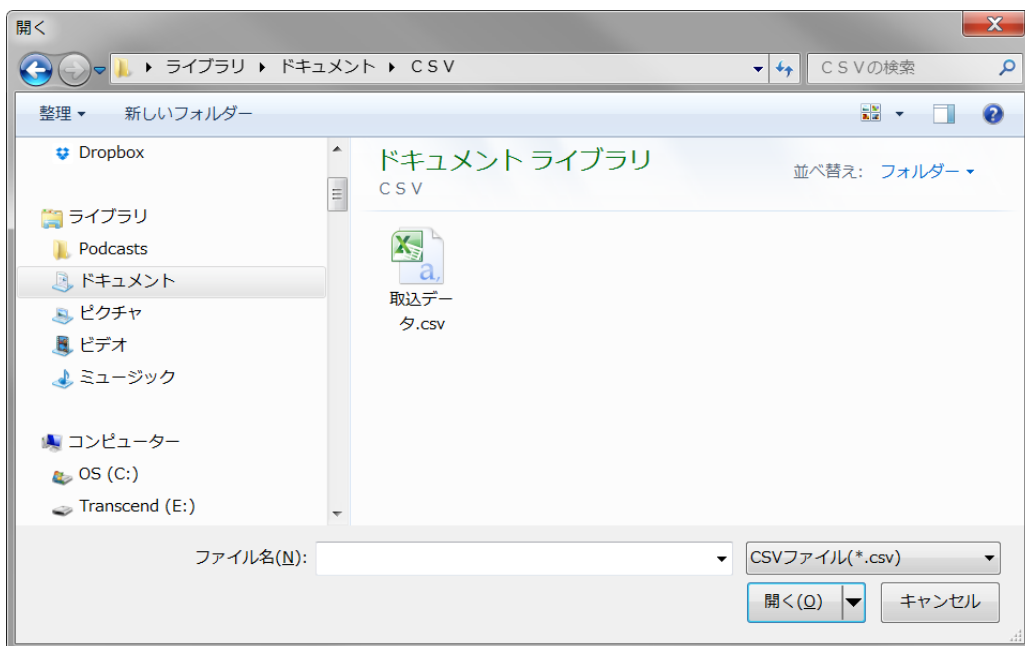 開く
ライブラリ ドキュメント ＣＳＶ
ＣＳＶの検索
整理 新しいフォルダー
Dropbox
ライブラリ
Podcasts
ドキュメント
ピクチャ
ビデオ
ミュージック
コンピューター
OS (C:)
Transcend (E:)
ドキュメント ライブラリ
ＣＳＶ
並べ替え: フォルダー
取込デー
タ.csv
ファイル名(N):
CSVファイル(*.csv)
開く(O)
キャンセル